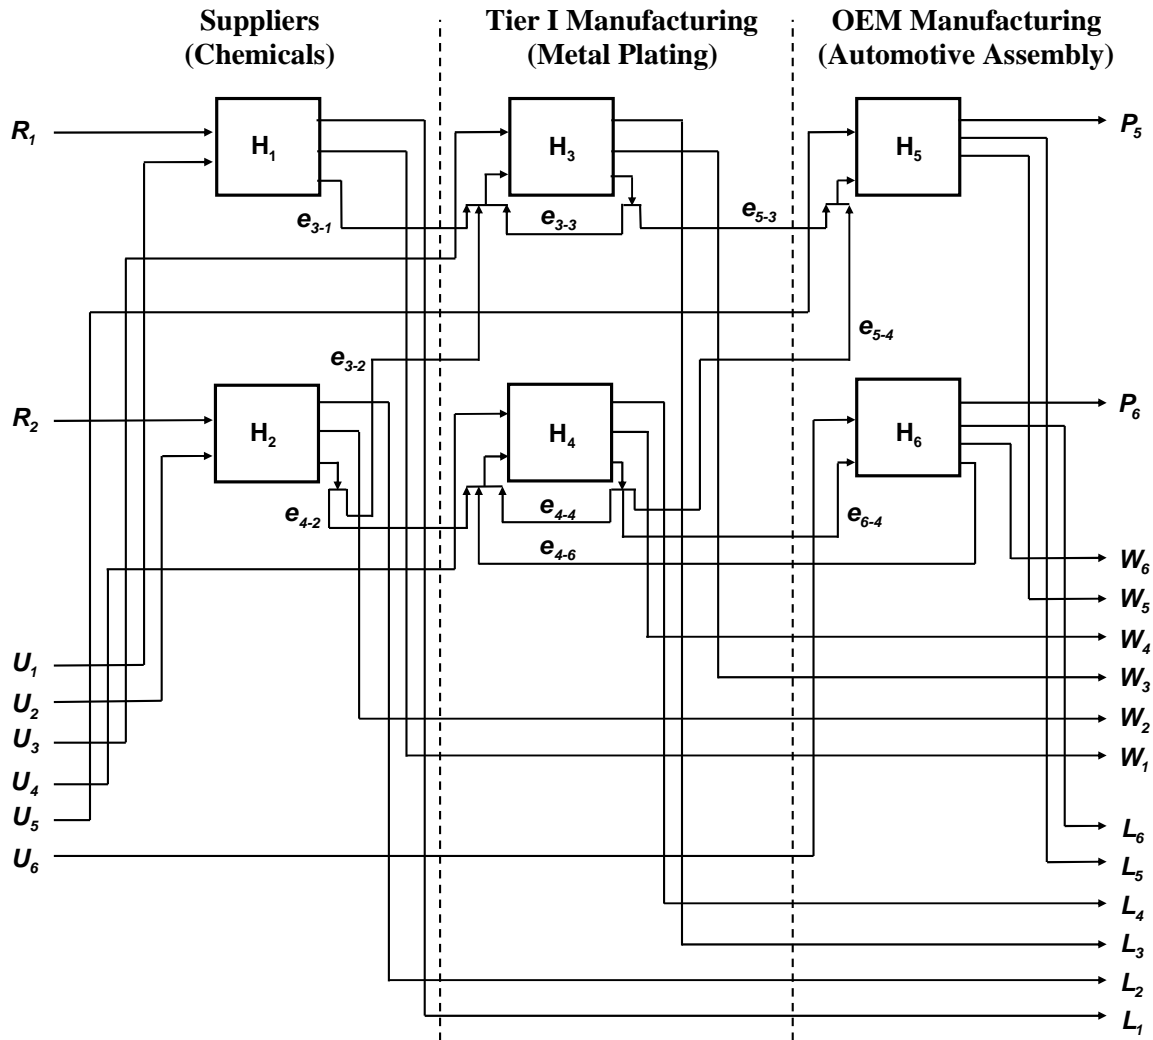 Suppliers Tier I Manufacturing OEM Manufacturing
(Chemicals) (Metal Plating) (Automotive Assembly)
R1 H1 H3 H5 P5
e3-1 e3-3 e5-3
e5-4
e3-2
R2 H2 H4 H6 P6
e4-2 e4-4 e6-4
e4-6
W6
W5
U1 W4
U2 W3
U3 W2
U4 W1
U5
U6 L6
L5
L4
L3
L2
L1